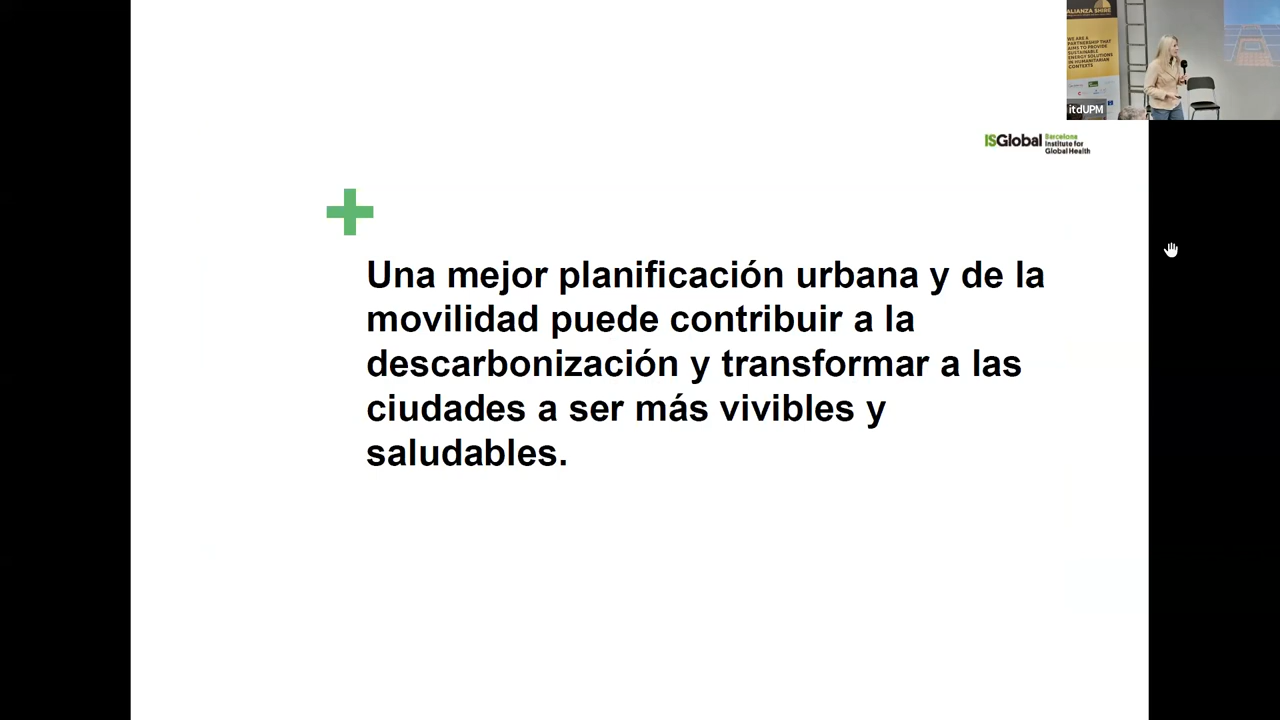 ALIANZA SHIRE
WE ARE A
PARTNERSHIP THAT
AIMS TO PROVIDE
SUSTAINABLE
ENERGY SOLUTIONS
IN HUMANITARIAN
CONTEXTS
itdUPM
ISGlobal Barcelona
Institute for
Global Health
Una mejor planificación urbana y de la
movilidad puede contribuir a la
descarbonización y transformar a las
ciudades a ser más vivibles y
saludables.